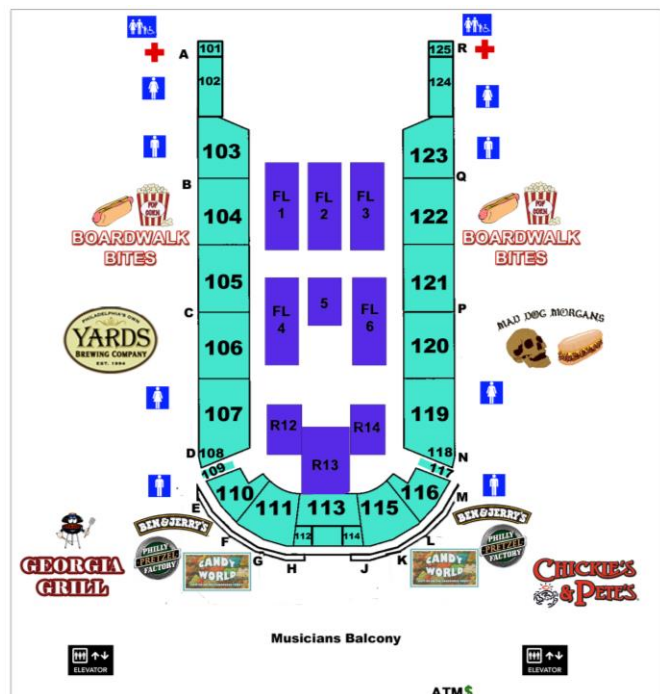 101
A
102
125
R
124
103
123
B
Q
104
FL
1
FL
2
FL
3
122
BOARDWALK
BITES
POP
CORN
BOARDWALK
BITES
POP
CORN
105
121
C
P
FL
4
5
FL
6
PHILADELPHIA'S OWN
YARDS
BREWING COMPANY
EST. 1994
MAD DOG MORGANS
106
120
107
119
R12
R14
R13
D
108
118
N
109
117
110
116
E
M
111
113
115
112
114
F
L
G
K
H
J
BEN & JERRY'S
PHILLY
PRETZEL
FACTORY
CANDY
WORLD
GEORGIA
GRILL
BEN & JERRY'S
PHILLY
PRETZEL
FACTORY
CANDY
WORLD
CHICKIE'S
& PETE'S
Musicians Balcony
ELEVATOR
ELEVATOR
ATM$